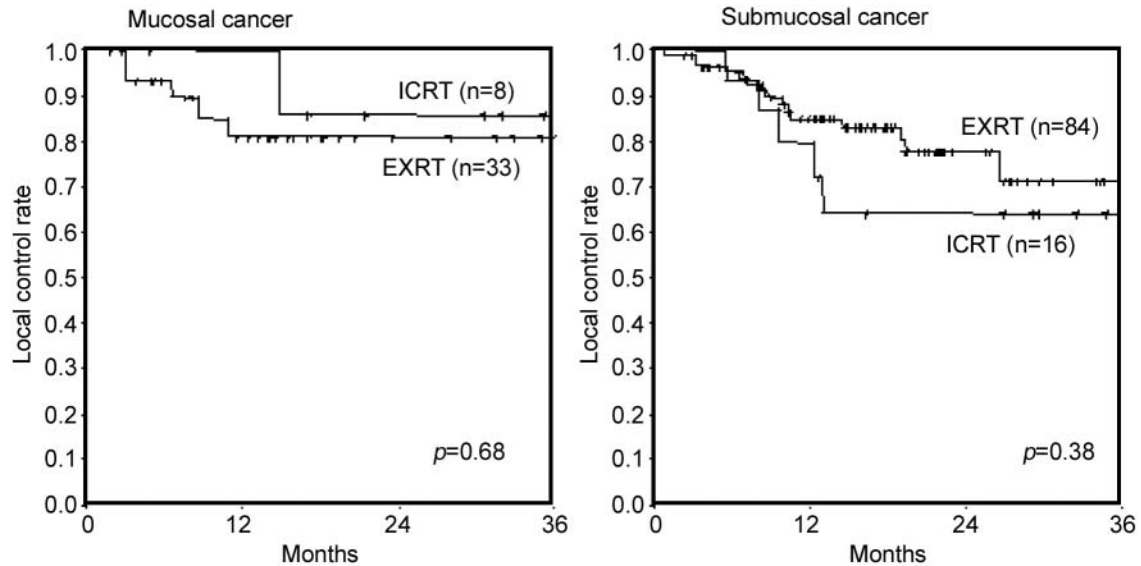 Mucosal cancer
1.0
0.9
0.8
0.7
0.6
0.5
0.4
0.3
0.2
0.1
0.0
Local control rate
ICRT (n=8)
EXRT (n=33)
p=0.68
0 12 24 36
Months
Submucosal cancer
1.0
0.9
0.8
0.7
0.6
0.5
0.4
0.3
0.2
0.1
0.0
Local control rate
EXRT (n=84)
ICRT (n=16)
p=0.38
0 12 24 36
Months